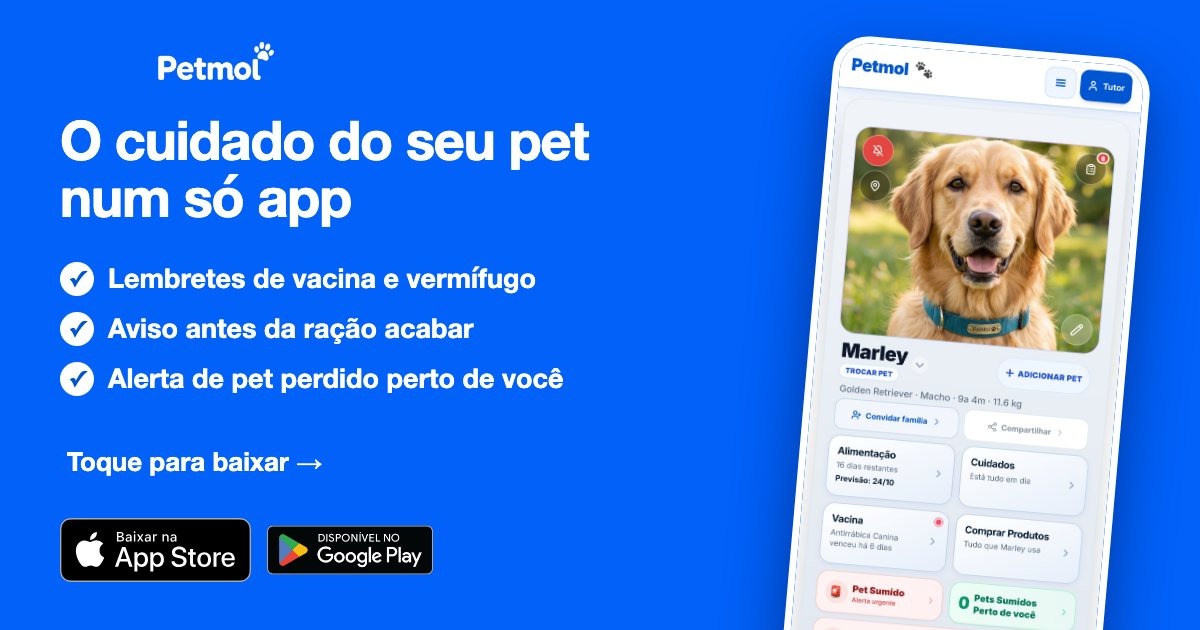 Petmol
O cuidado do seu pet
num só app
Lembretes de vacina e vermífugo
Aviso antes da ração acabar
Alerta de pet perdido perto de você
Toque para baixar →
Baixar na
App Store
DISPONÍVEL NO
Google Play
Petmol
Tutor
8
Petmol
Marley
TROCAR PET
+ ADICIONAR PET
Golden Retriever · Macho · 9a 4m · 11.6 kg
Convidar família
Compartilhar
Alimentação
16 dias restantes
Previsão: 24/10
Cuidados
Está tudo em dia
Vacina
Antirrábica Canina
venceu há 6 dias
Comprar Produtos
Tudo que Marley usa
Pet Sumido
Alerta urgente
0
Pets Sumidos
Perto de você